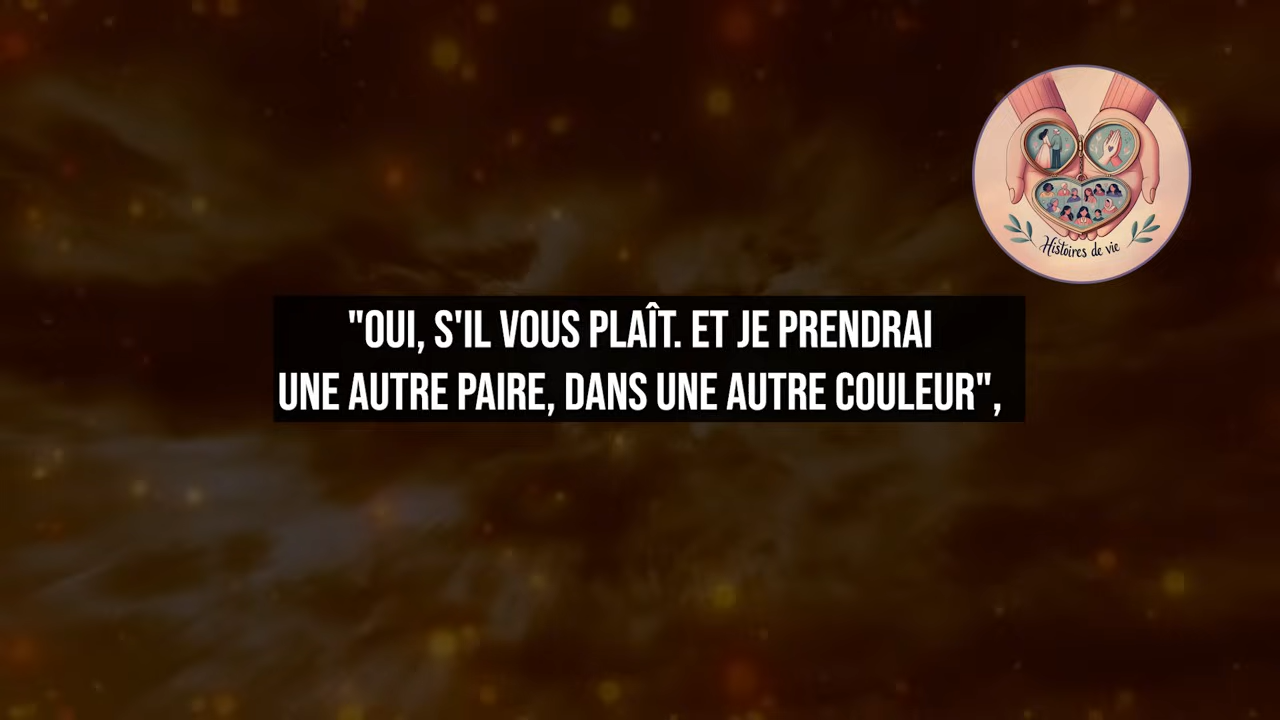 Histoires de vie
"OUI, S'IL VOUS PLAÎT. ET JE PRENDRAI
UNE AUTRE PAIRE, DANS UNE AUTRE COULEUR",